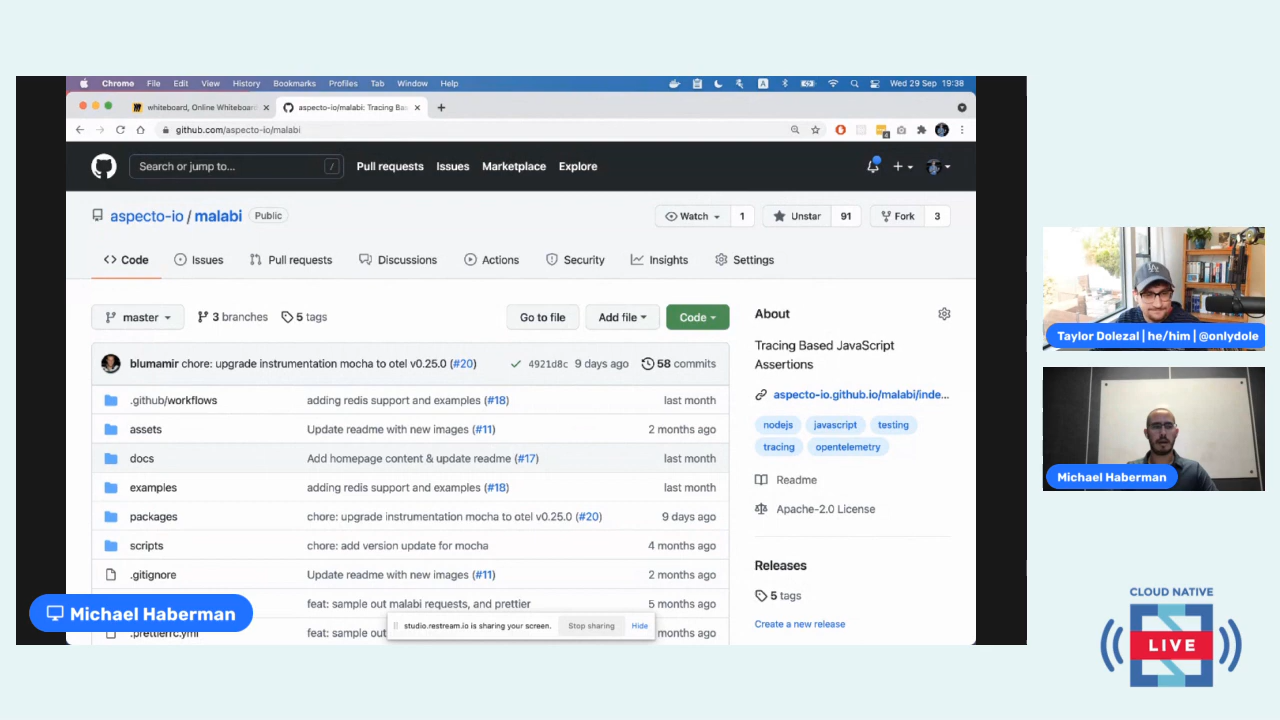 Chrome File Edit View History Bookmarks Profiles Tab Window Help
A
Wed 29 Sep 19:38
whiteboard, Online Whiteboard
aspecto-io/malabi: Tracing Bas
github.com/aspecto-io/malabi
Search or jump to...
/
Pull requests Issues Marketplace Explore
aspecto-io / malabi Public
Watch 1 Unstar 91 Fork 3
<> Code Issues Pull requests Discussions Actions Security Insights Settings
master 3 branches 5 tags Go to file Add file Code
blumamir chore: upgrade instrumentation mocha to otel v0.25.0 (#20) 4921d8c 9 days ago 58 commits
.github/workflows adding redis support and examples (#18) last month
assets Update readme with new images (#11) 2 months ago
docs Add homepage content & update readme (#17) last month
examples adding redis support and examples (#18) last month
packages chore: upgrade instrumentation mocha to otel v0.25.0 (#20) 9 days ago
scripts chore: add version update for mocha 4 months ago
.gitignore Update readme with new images (#11) 2 months ago
feat: sample out malabi requests, and prettier 5 months ago
.prettierrc.yml feat: sample out months ago
studio.restream.io is sharing your screen. Stop sharing Hide
About
Tracing Based JavaScript
Assertions
aspecto-io.github.io/malabi/inde...
nodejs javascript testing
tracing opentelemetry
Readme
Apache-2.0 License
Releases
5 tags
Create a new release
Michael Haberman
LA
Taylor Dolezal | he/him | @onlydole
Michael Haberman
CLOUD NATIVE
LIVE